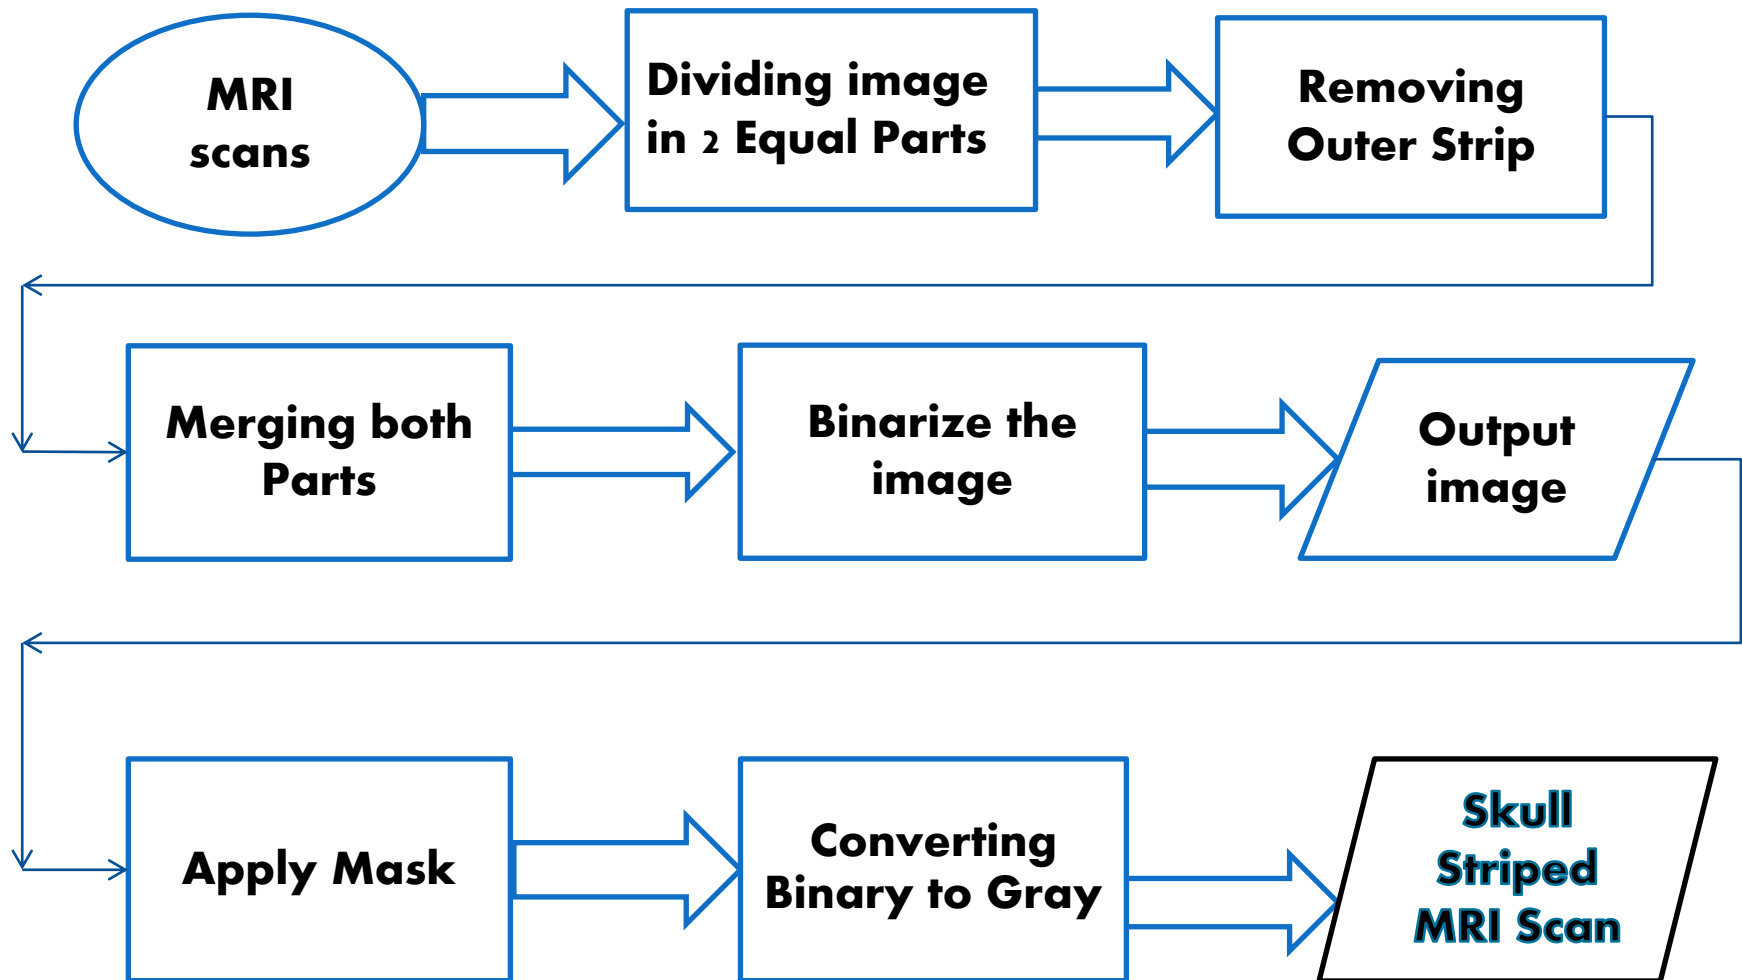 MRI
scans
Dividing image
in 2 Equal Parts
Removing
Outer Strip
Merging both
Parts
Binarize the
image
Output
image
Apply Mask
Converting
Binary to Gray
Skull
Striped
MRI Scan